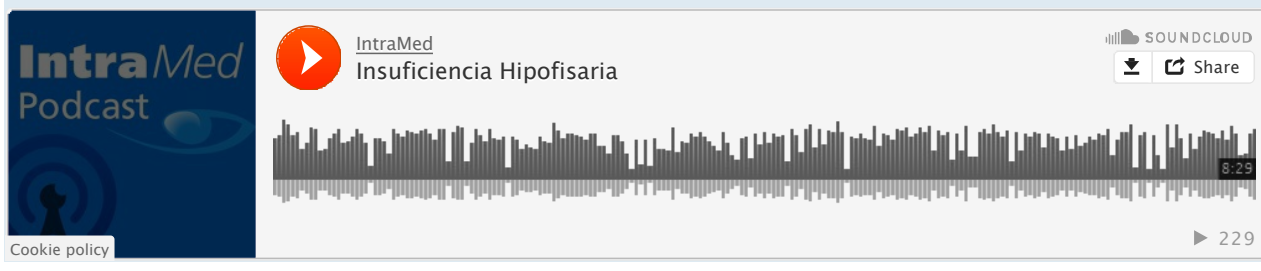 IntraMed
Podcast
IntraMed
Insuficiencia Hipofisaria
SOUNDCLOUD
Share
8:29
229
Cookie policy